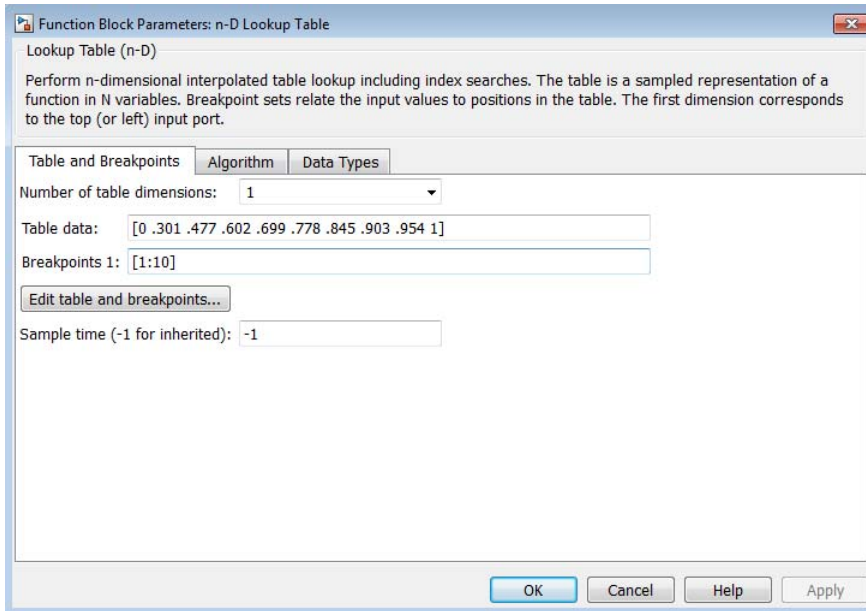 Function Block Parameters: n-D Lookup Table
Lookup Table (n-D)
Perform n-dimensional interpolated table lookup including index searches. The table is a sampled representation of a
function in N variables. Breakpoint sets relate the input values to positions in the table. The first dimension corresponds
to the top (or left) input port.
Table and Breakpoints Algorithm Data Types
Number of table dimensions: 1
Table data: [0 .301 .477 .602 .699 .778 .845 .903 .954 1]
Breakpoints 1: [1:10]
Edit table and breakpoints...
Sample time (-1 for inherited): -1
OK Cancel Help Apply